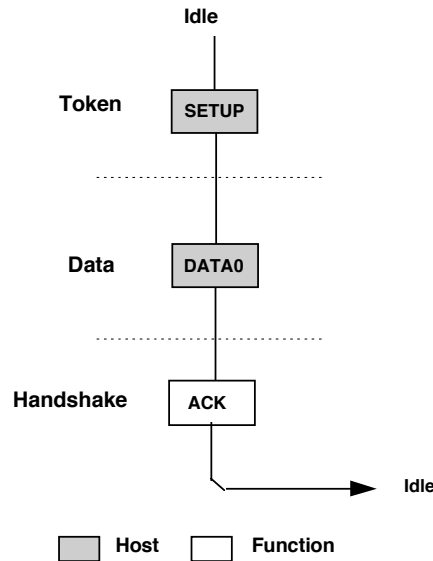 Idle
Token
SETUP
Data
DATA0
Handshake
ACK
Idle
Host
Function